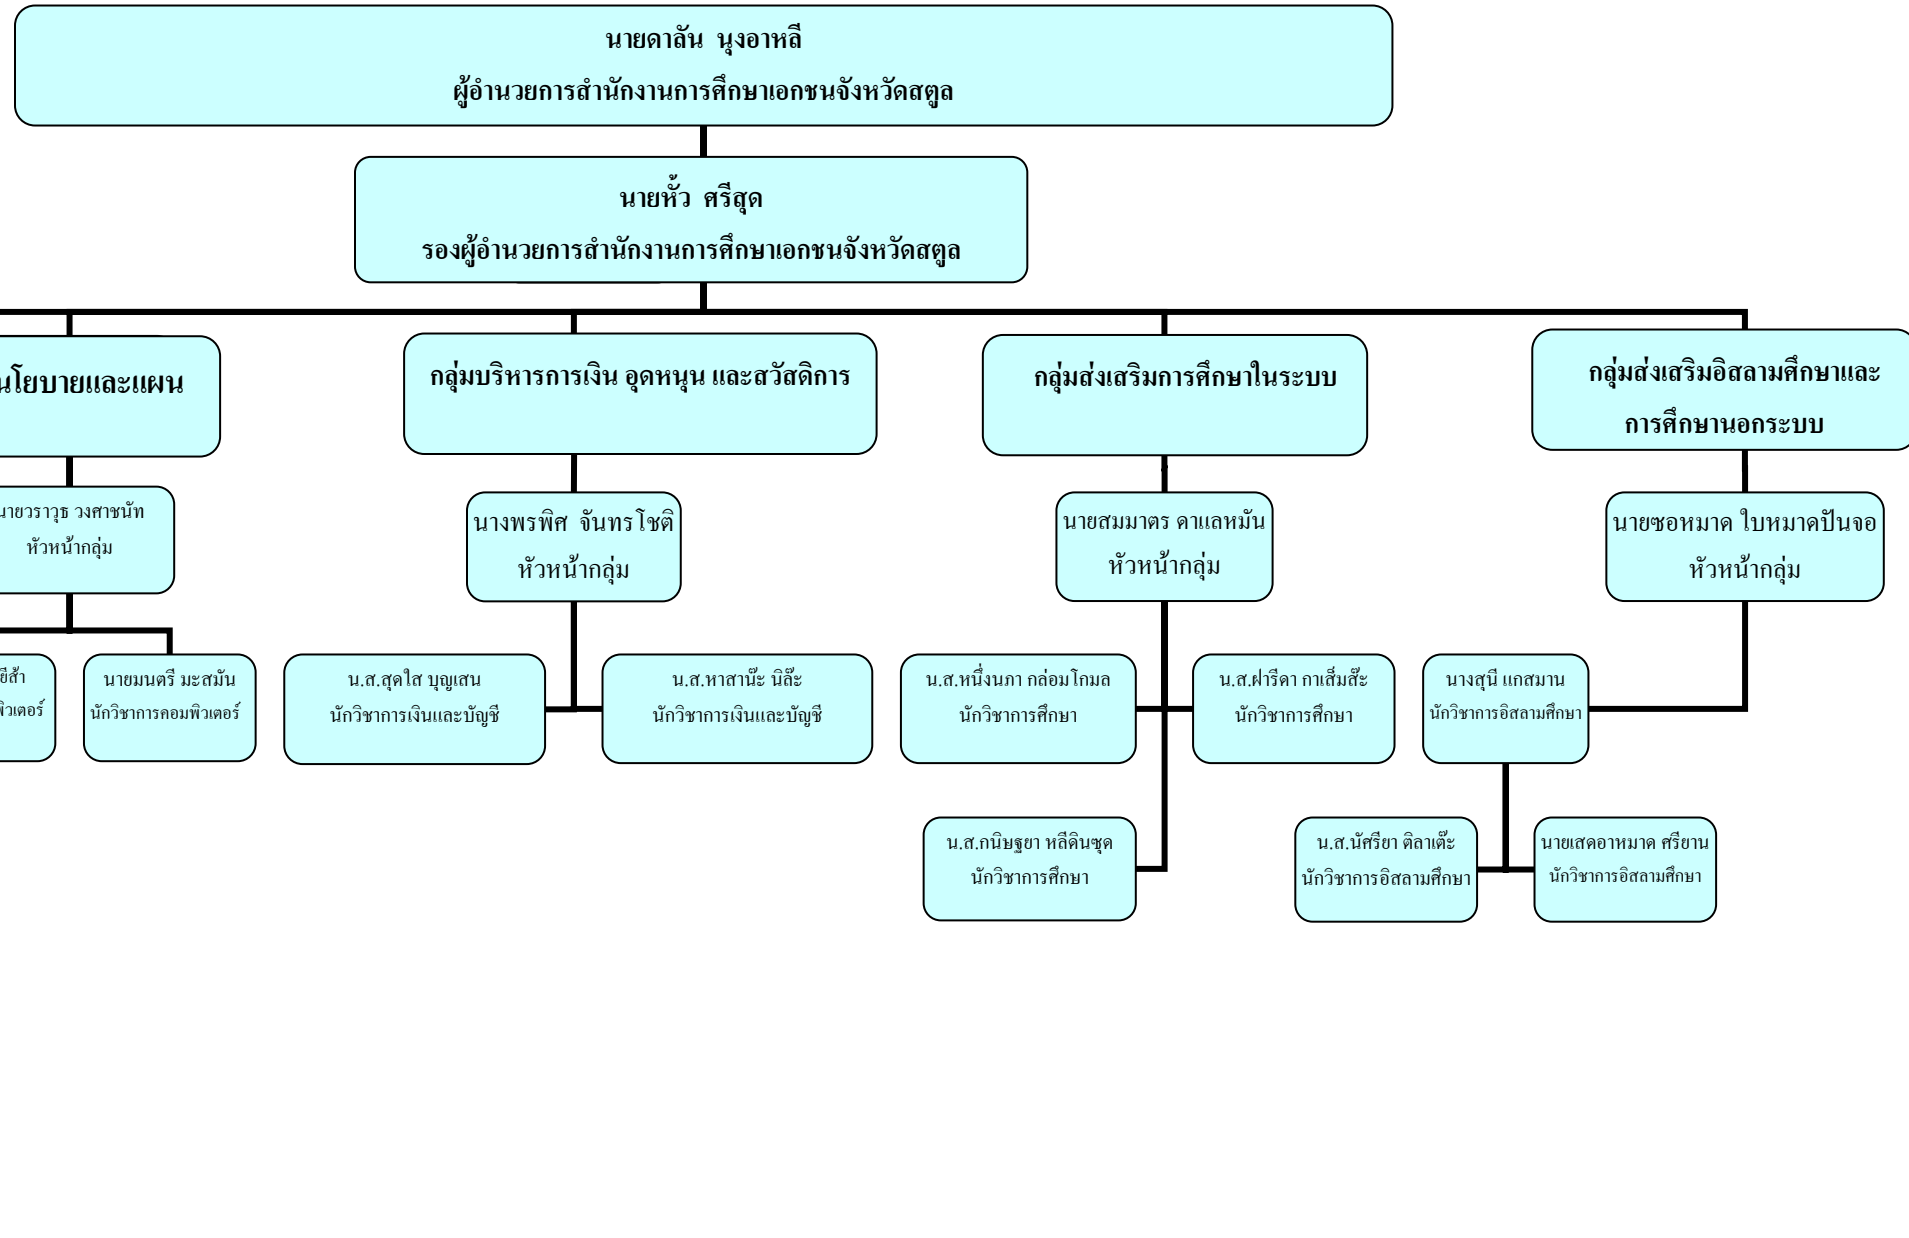 นายดาลัน นุงอาหลี
ผู้อำนวยการสำนักงานการศึกษาเอกชนจังหวัดสตูล
นายหั้ว ศรีสุด
รองผู้อำนวยการสำนักงานการศึกษาเอกชนจังหวัดสตูล
นโยบายและแผน
กลุ่มบริหารการเงิน อุดหนุน และสวัสดิการ
กลุ่มส่งเสริมการศึกษาในระบบ
กลุ่มส่งเสริมอิสลามศึกษาและ
การศึกษานอกระบบ
นายวราวุธ วงศาชนัท
หัวหน้ากลุ่ม
นางพรพิศ จันทรโชติ
หัวหน้ากลุ่ม
นายสมมาตร ดาแลหมัน
หัวหน้ากลุ่ม
นายซอหมาด ใบหมาดปันจอ
หัวหน้ากลุ่ม
นายมนตรี มะสมัน
นักวิชาการคอมพิวเตอร์
น.ส.สุดใส บุญเสน
นักวิชาการเงินและบัญชี
น.ส.หาสาน๊ะ นิล๊ะ
นักวิชาการเงินและบัญชี
น.ส.หนึ่งนภา กล่อมโกมล
นักวิชาการศึกษา
น.ส.ฝารีดา กาเส็มส๊ะ
นักวิชาการศึกษา
นางสุนี แกสมาน
นักวิชาการอิสลามศึกษา
น.ส.กนิษฐยา หลีดินซุด
นักวิชาการศึกษา
น.ส.นัศรียา ติลาเต๊ะ
นักวิชาการอิสลามศึกษา
นายเสดอาหมาด ศรียาน
นักวิชาการอิสลามศึกษา